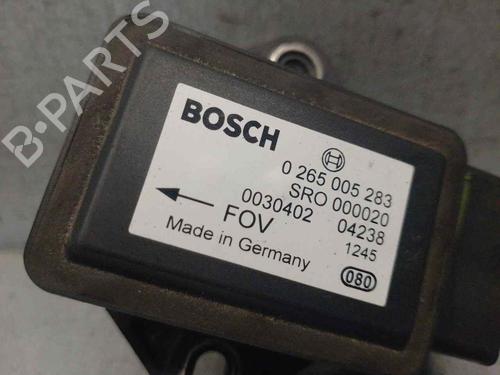 B-PARTS
BOSCH
0 265 005 283
SRO 000020
0030402 04238
FOV 1245
Made in Germany
080